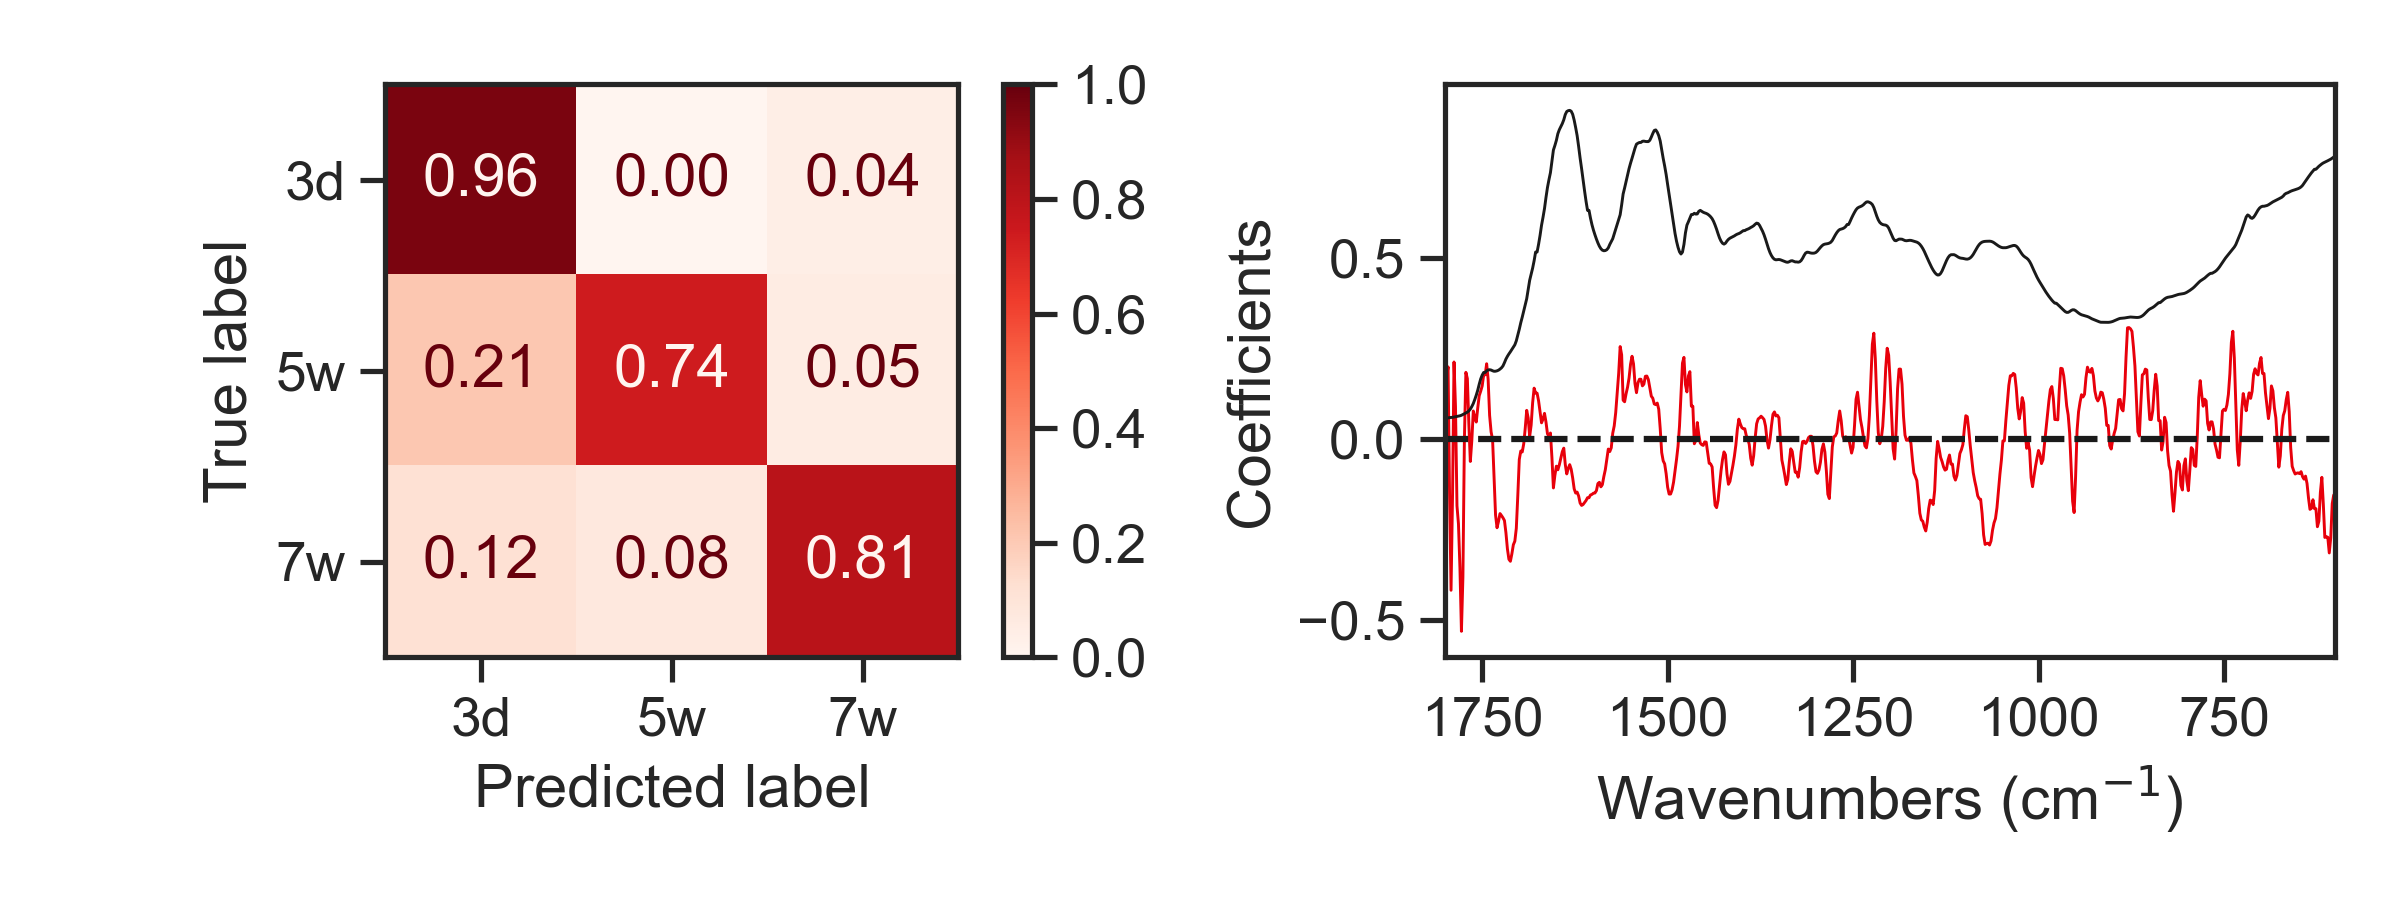 True label
3d
5w
7w
0.96 0.00 0.04
0.21 0.74 0.05
0.12 0.08 0.81
3d 5w 7w
Predicted label
1.0
0.8
0.6
0.4
0.2
0.0
Coefficients
0.5
0.0
−0.5
1750 1500 1250 1000 750
Wavenumbers (cm⁻¹)